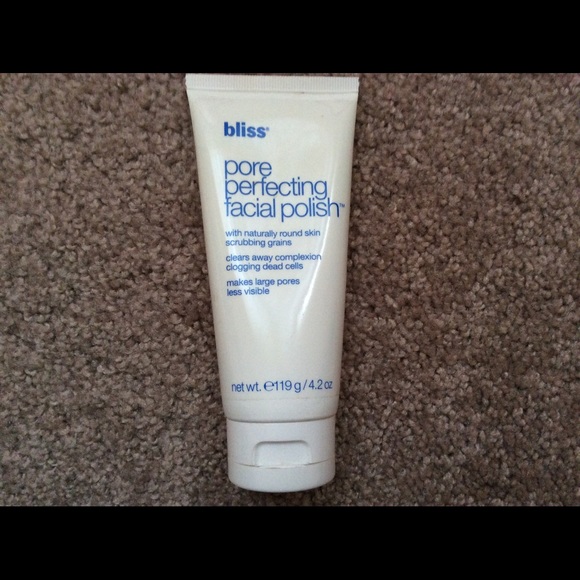 bliss®
pore
perfecting
facial polish™
with naturally round skin
scrubbing grains
clears away complexion
clogging dead cells
makes large pores
less visible
net wt. ℮119 g / 4.2 oz